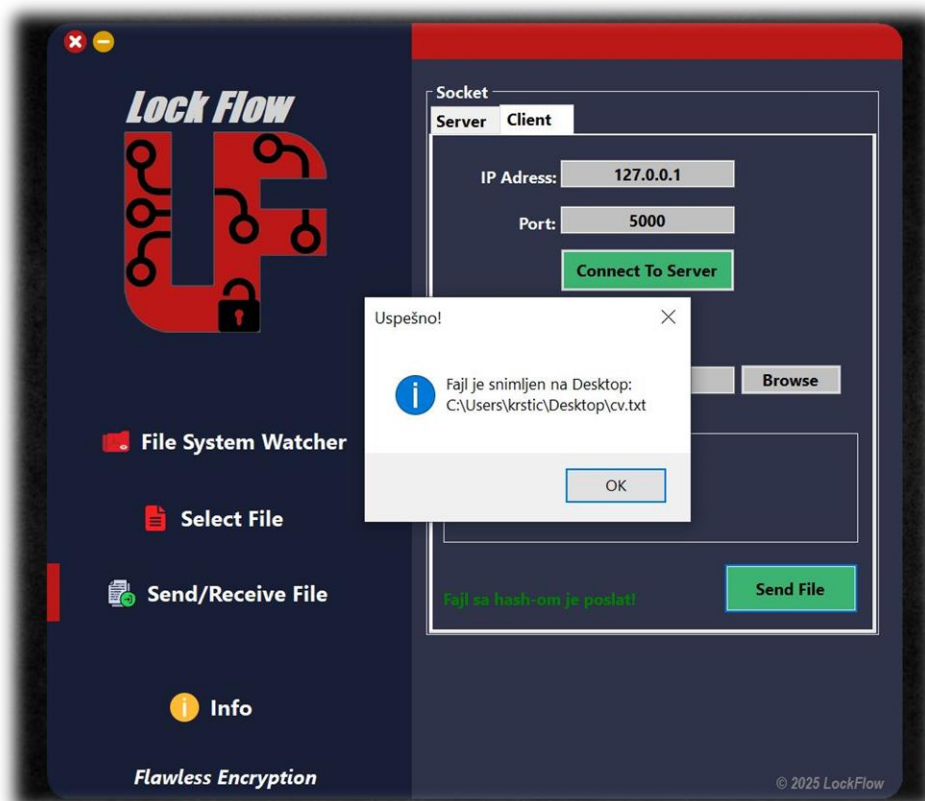 Lock Flow
File System Watcher
Select File
Send/Receive File
Info
Flawless Encryption
Socket
Server Client
IP Adress: 127.0.0.1
Port: 5000
Connect To Server
Browse
Uspešno!
Fajl je snimljen na Desktop:
C:\Users\krstic\Desktop\cv.txt
OK
Fajl sa hash-om je poslat!
Send File
© 2025 LockFlow